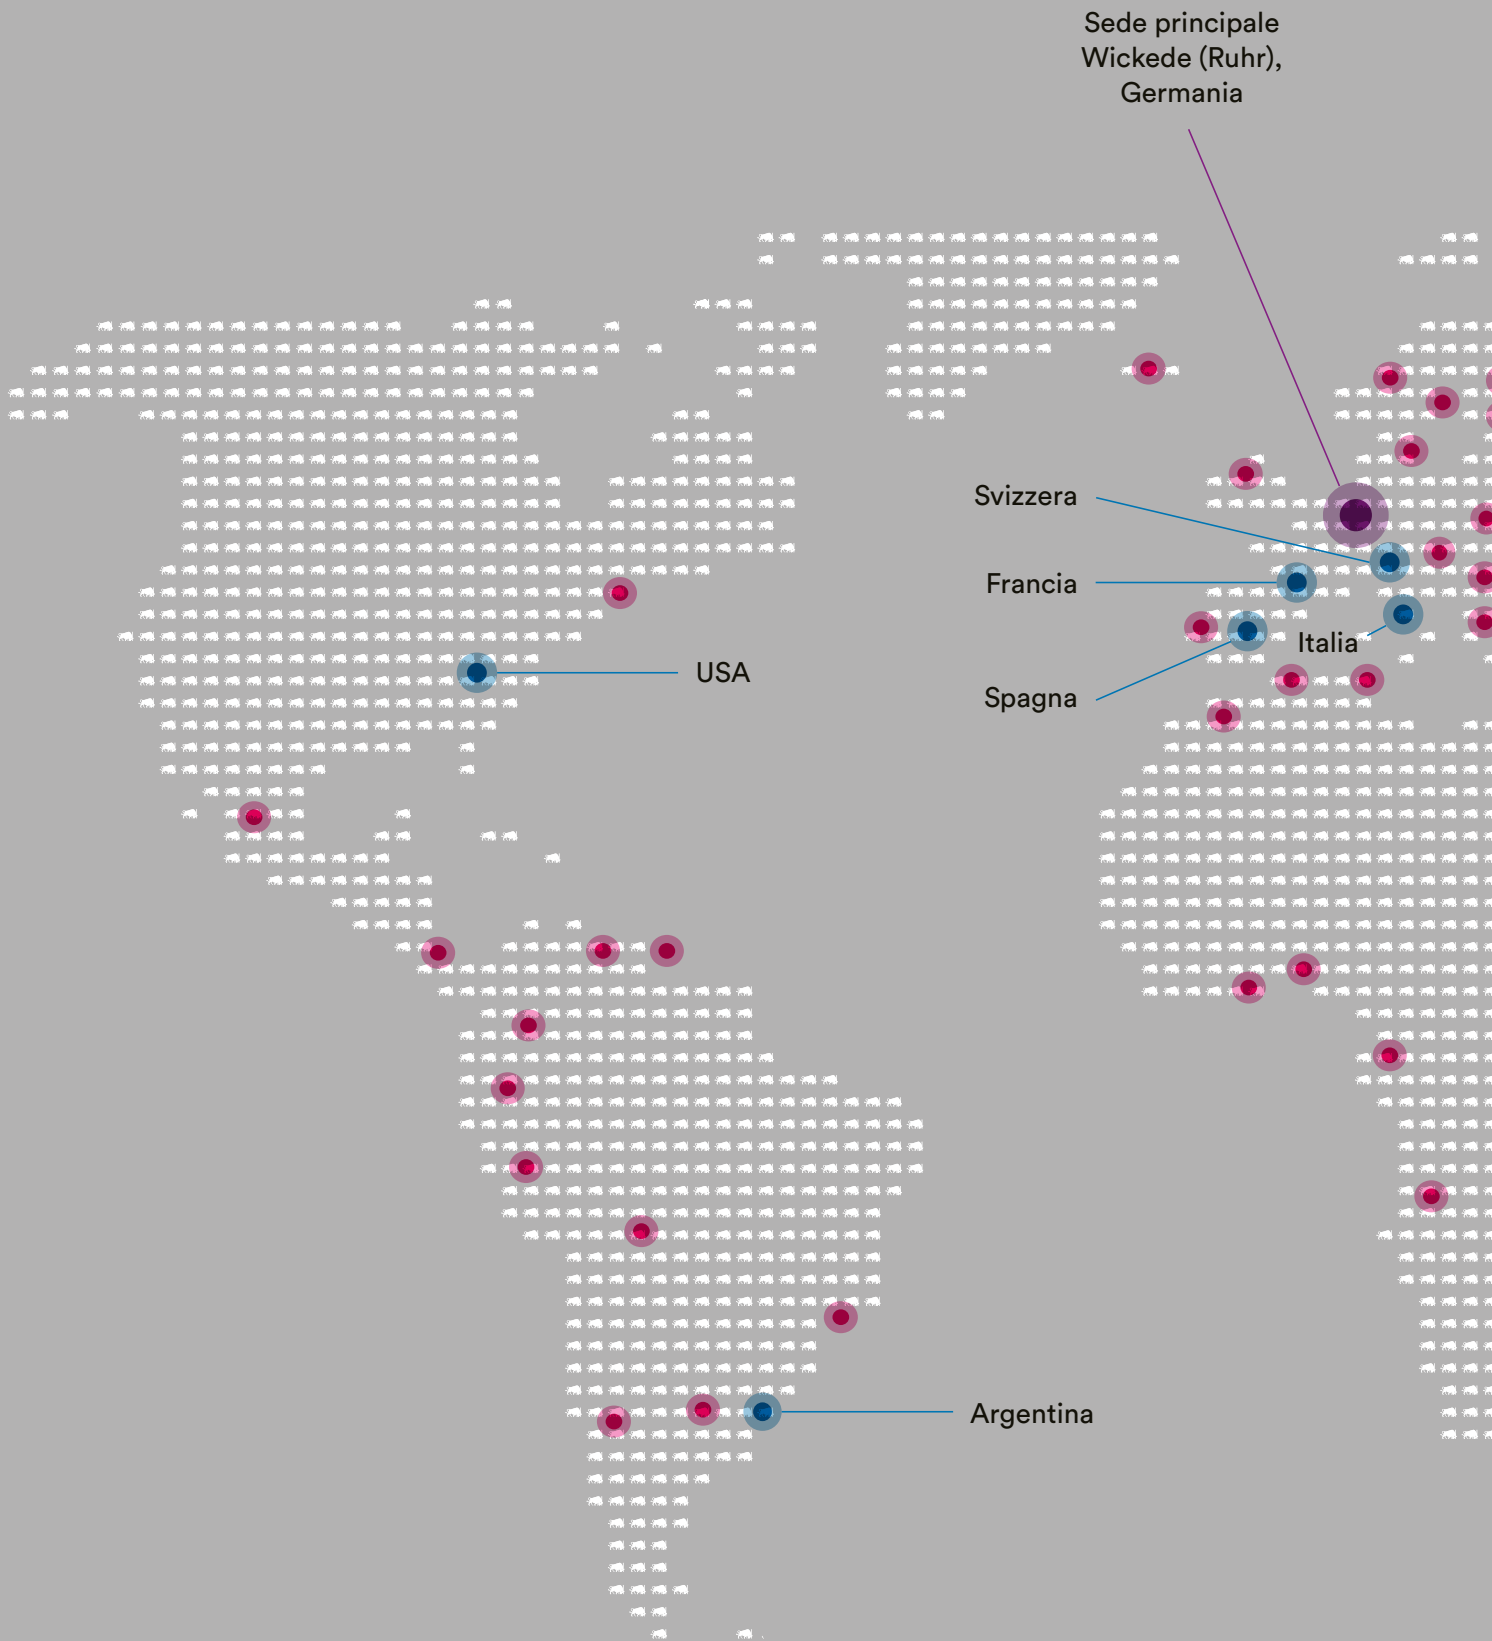 Sede principale
Wickede (Ruhr),
Germania
Svizzera
Francia
Italia
USA
Spagna
Argentina